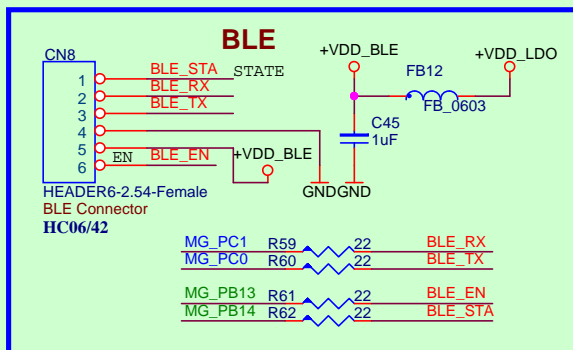 BLE
CN8
1 BLE_STA STATE
2 BLE_RX
3 BLE_TX
4
5 +VDD_BLE
6 EN BLE_EN
GND
HEADER6-2.54-Female
BLE Connector
HC06/42
+VDD_BLE
+VDD_LDO
FB12
FB_0603
C45
1uF
GND
MG_PC1 R59 22 BLE_RX
MG_PC0 R60 22 BLE_TX
MG_PB13 R61 22 BLE_EN
MG_PB14 R62 22 BLE_STA